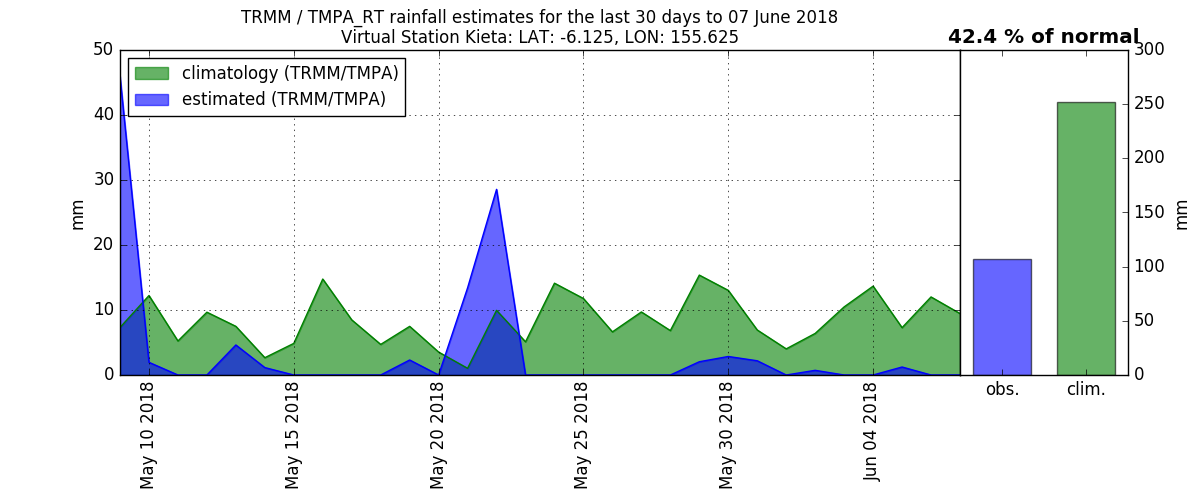 TRMM / TMPA_RT rainfall estimates for the last 30 days to 07 June 2018
Virtual Station Kieta: LAT: -6.125, LON: 155.625
42.4 % of normal
climatology (TRMM/TMPA)
estimated (TRMM/TMPA)
50
40
30
20
10
0
mm
May 10 2018
May 15 2018
May 20 2018
May 25 2018
May 30 2018
Jun 04 2018
obs.
clim.
300
250
200
150
100
50
0
mm